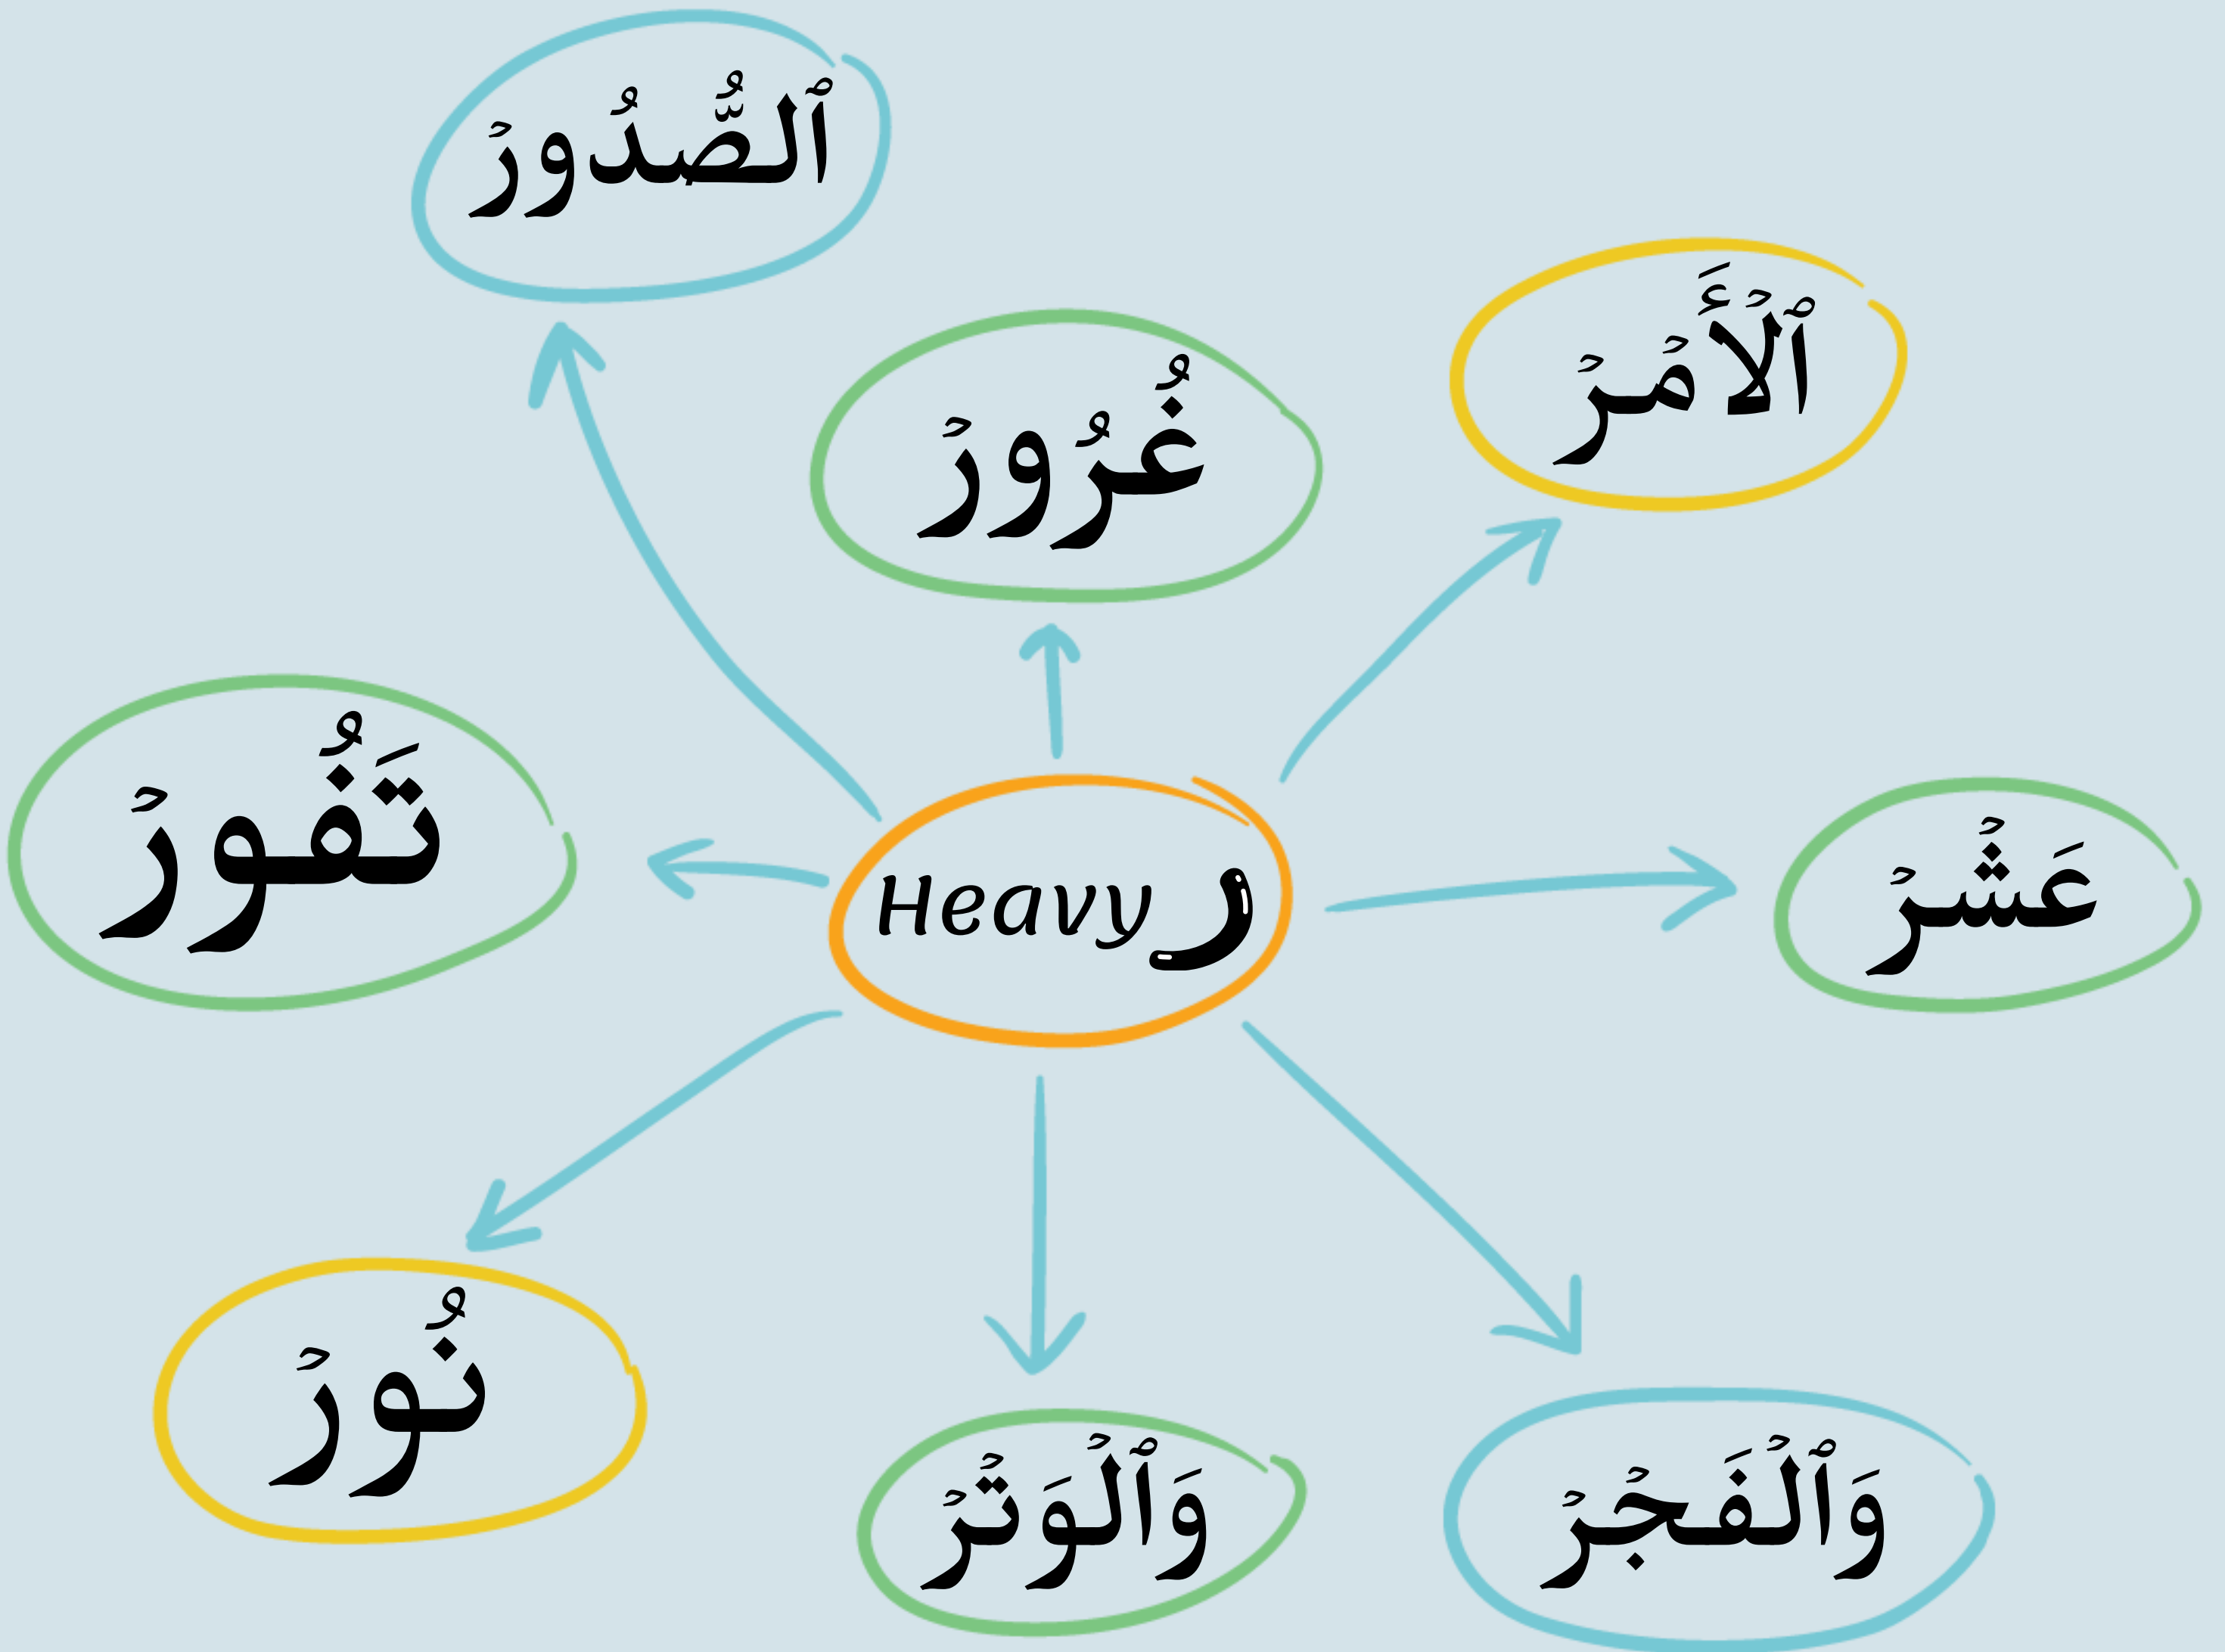 ٱلصُّدُورۡ
غُرُورۡ
ٱلۡأَمۡرۡ
تَفُورۡ
Heavy ر
عَشۡرۡ
نُورۡ
وَٱلۡوَتۡرۡ
وَٱلۡفَجۡرۡ